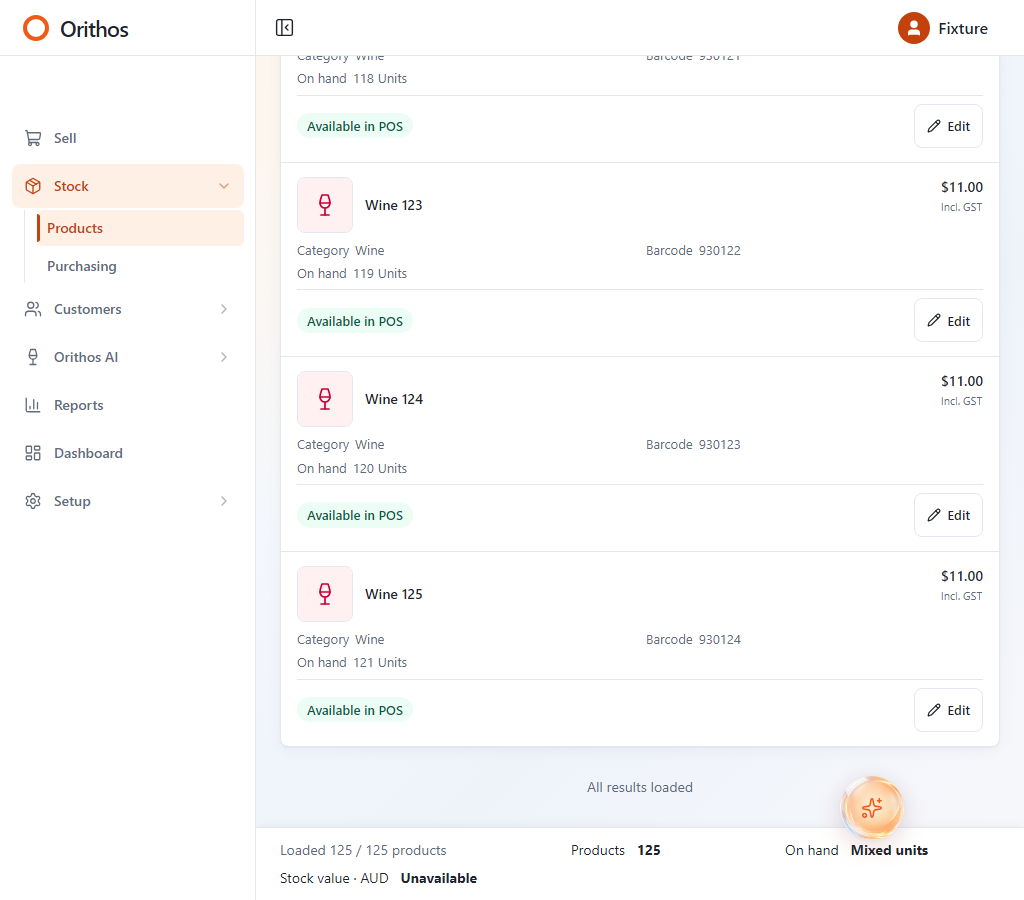 Orithos
Fixture
Sell
Stock
Products
Purchasing
Customers
Orithos AI
Reports
Dashboard
Setup
Category Wine
Barcode 930121
On hand 118 Units
Available in POS
Edit
Wine 123
$11.00
Incl. GST
Category Wine
Barcode 930122
On hand 119 Units
Available in POS
Edit
Wine 124
$11.00
Incl. GST
Category Wine
Barcode 930123
On hand 120 Units
Available in POS
Edit
Wine 125
$11.00
Incl. GST
Category Wine
Barcode 930124
On hand 121 Units
Available in POS
Edit
All results loaded
Loaded 125 / 125 products
Products 125
On hand Mixed units
Stock value · AUD Unavailable